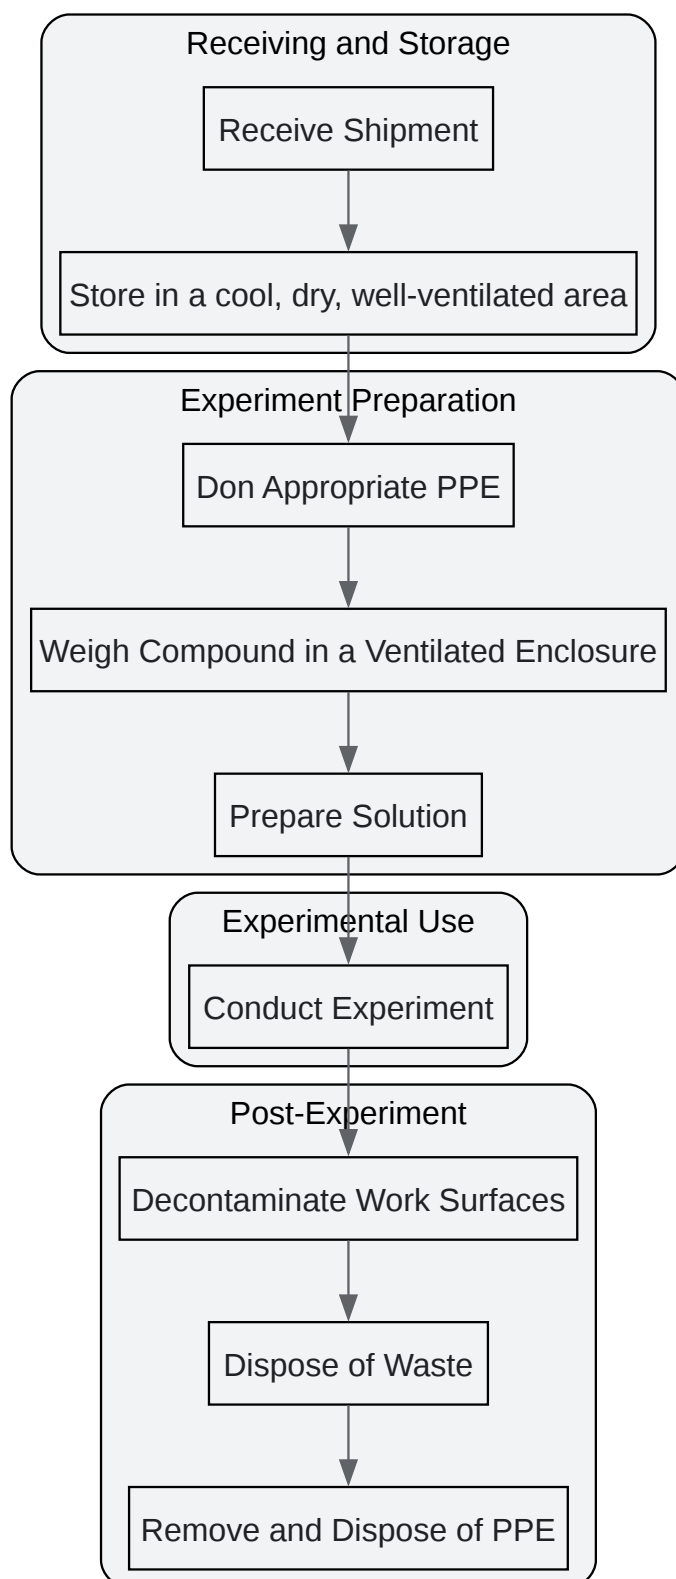 Receiving and Storage
Receive Shipment
Store in a cool, dry, well-ventilated area
Experiment Preparation
Don Appropriate PPE
Weigh Compound in a Ventilated Enclosure
Prepare Solution
Experimental Use
Conduct Experiment
Post-Experiment
Decontaminate Work Surfaces
Dispose of Waste
Remove and Dispose of PPE